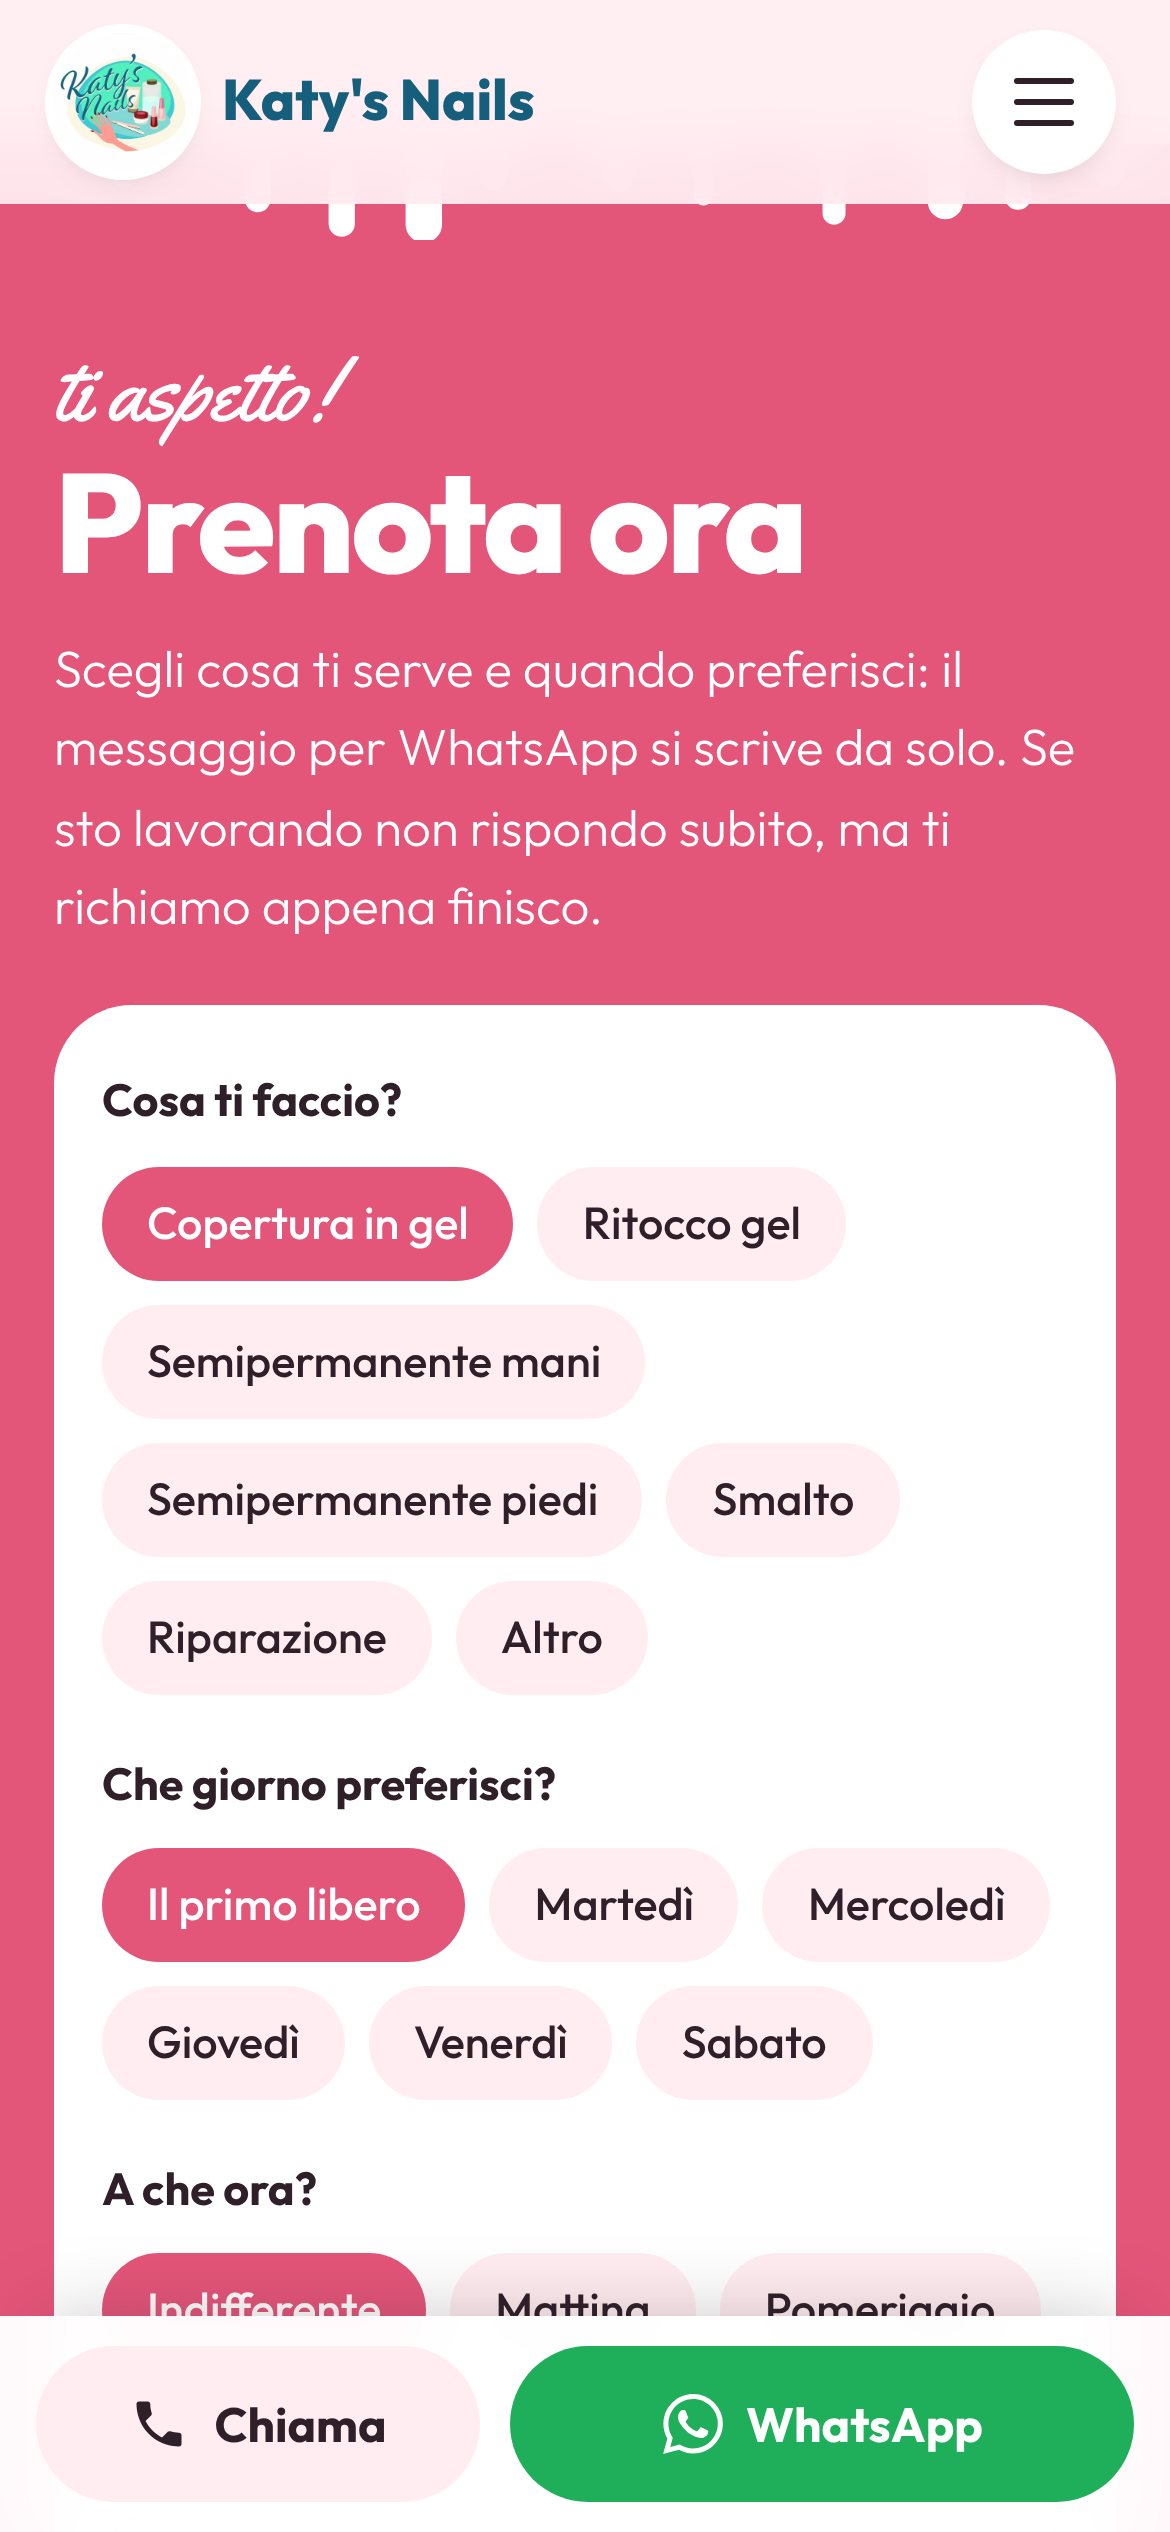 Katy's
Nails
Katy's Nails
ti aspetto!
Prenota ora
Scegli cosa ti serve e quando preferisci: il
messaggio per WhatsApp si scrive da solo. Se
sto lavorando non rispondo subito, ma ti
richiamo appena finisco.
Cosa ti faccio?
Copertura in gel
Ritocco gel
Semipermanente mani
Semipermanente piedi
Smalto
Riparazione
Altro
Che giorno preferisci?
Il primo libero
Martedì
Mercoledì
Giovedì
Venerdì
Sabato
A che ora?
Indifferente
Mattina
Pomeriggio
Chiama
WhatsApp